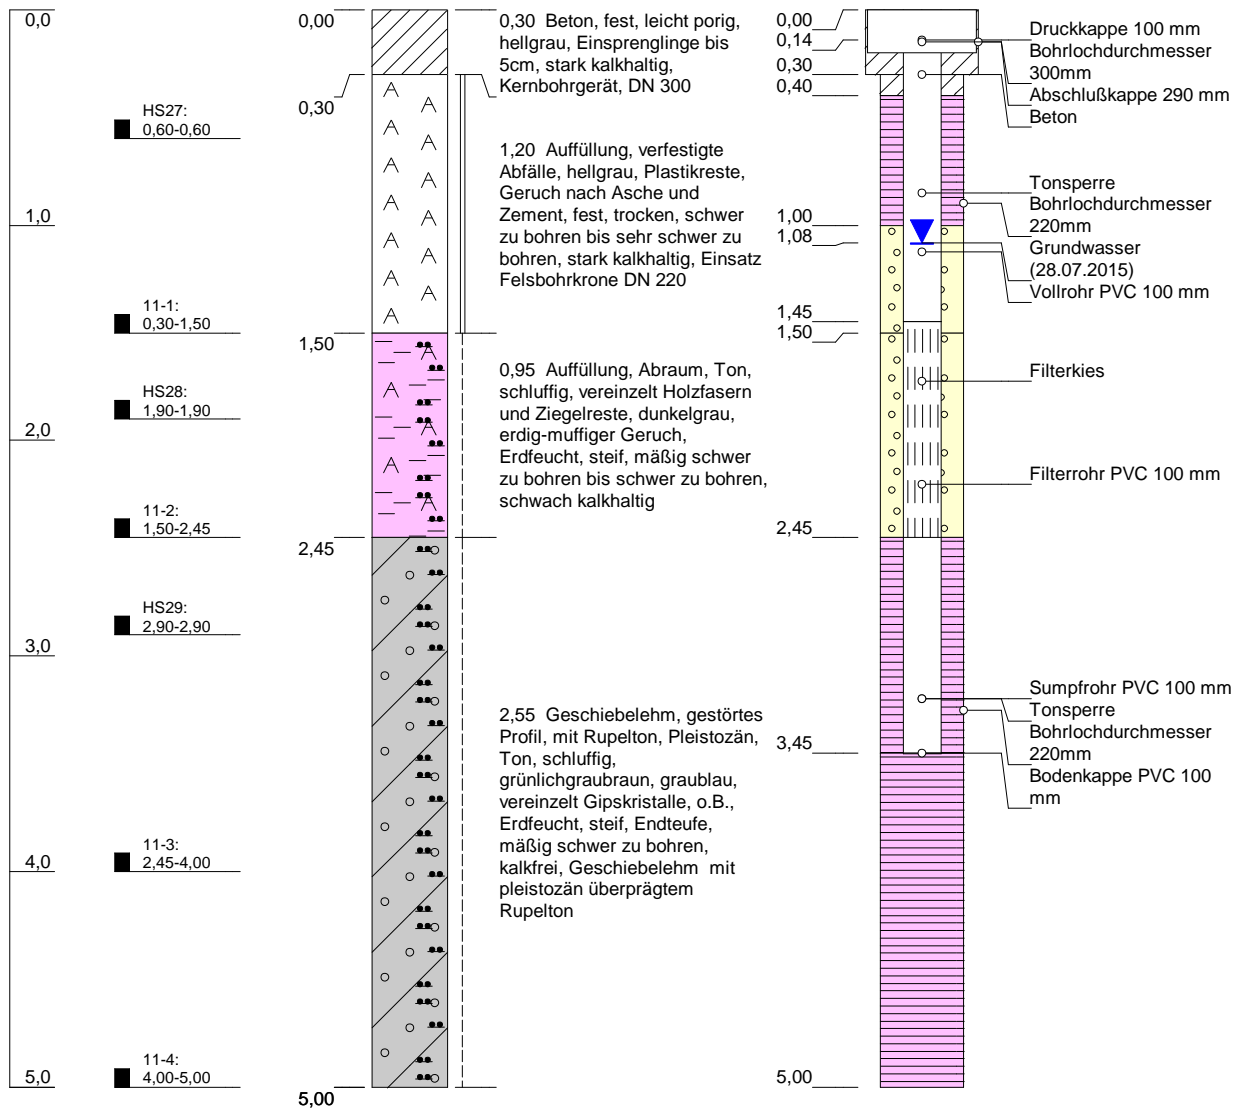 0,0
1,0
2,0
3,0
4,0
5,0
HS27:
0,60-0,60
11-1:
0,30-1,50
HS28:
1,90-1,90
11-2:
1,50-2,45
HS29:
2,90-2,90
11-3:
2,45-4,00
11-4:
4,00-5,00
0,00
0,30
1,50
2,45
5,00
0,30 Beton, fest, leicht porig,
hellgrau, Einsprenglinge bis
5cm, stark kalkhaltig,
Kernbohrgerät, DN 300
1,20 Auffüllung, verfestigte
Abfälle, hellgrau, Plastikreste,
Geruch nach Asche und
Zement, fest, trocken, schwer
zu bohren bis sehr schwer zu
bohren, stark kalkhaltig, Einsatz
Felsbohrkrone DN 220
0,95 Auffüllung, Abraum, Ton,
schluffig, vereinzelt Holzfasern
und Ziegelreste, dunkelgrau,
erdig-muffiger Geruch,
Erdfeucht, steif, mäßig schwer
zu bohren bis schwer zu bohren,
schwach kalkhaltig
2,55 Geschiebelehm, gestörtes
Profil, mit Rupelton, Pleistozän,
Ton, schluffig,
grünlichgraubraun, graublau,
vereinzelt Gipskristalle, o.B.,
Erdfeucht, steif, Endteufe,
mäßig schwer zu bohren,
kalkfrei, Geschiebelehm mit
pleistozän überprägtem
Rupelton
0,00
0,14
0,30
0,40
1,00
1,08
1,45
1,50
2,45
3,45
5,00
Druckkappe 100 mm
Bohrlochdurchmesser
300mm
Abschlußkappe 290 mm
Beton
Tonsperre
Bohrlochdurchmesser
220mm
Grundwasser
(28.07.2015)
Vollrohr PVC 100 mm
Filterkies
Filterrohr PVC 100 mm
Sumpfrohr PVC 100 mm
Tonsperre
Bohrlochdurchmesser
220mm
Bodenkappe PVC 100
mm